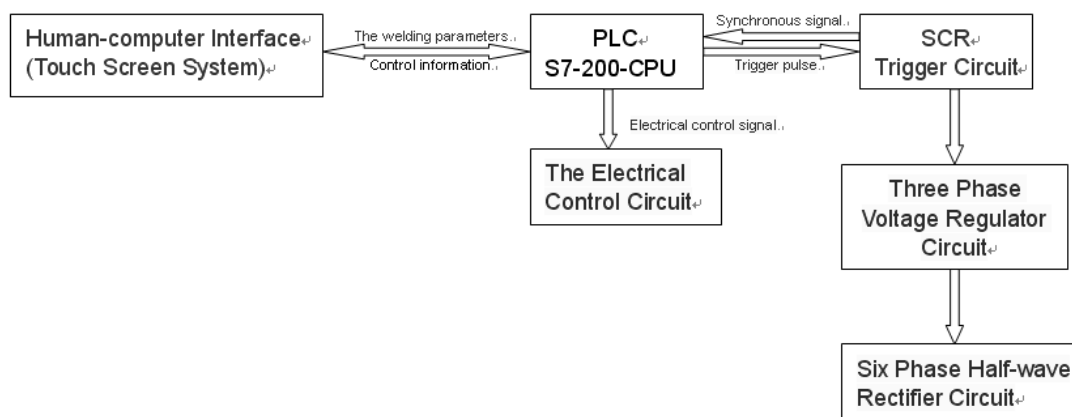 Human-computer Interface
(Touch Screen System)
The welding parameters.
Control information.
PLC
S7-200-CPU
Synchronous signal.
Trigger pulse.
SCR
Trigger Circuit
Electrical control signal.
The Electrical
Control Circuit
Three Phase
Voltage Regulator
Circuit
Six Phase Half-wave
Rectifier Circuit